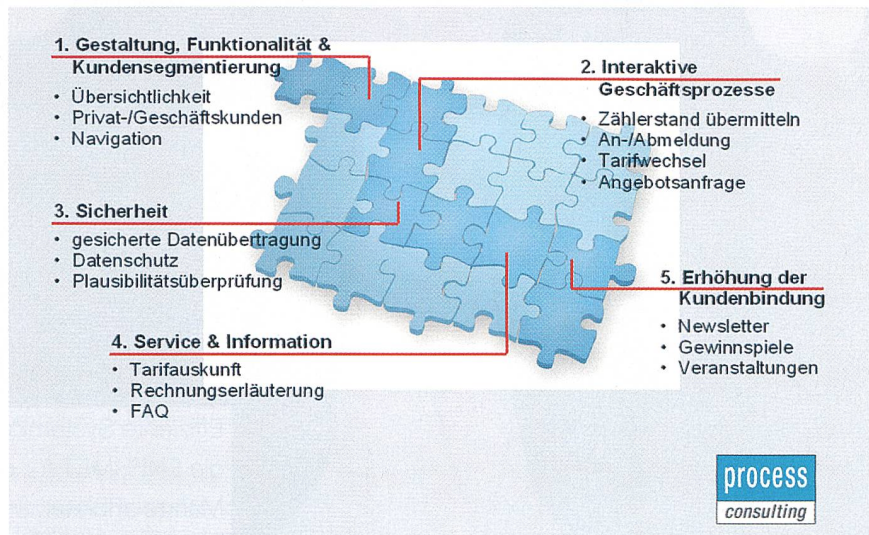 1. Gestaltung, Funktionalität &
Kundensegmentierung
• Übersichtlichkeit
• Privat-/Geschäftskunden
• Navigation
2. Interaktive
Geschäftsprozesse
• Zählerstand übermitteln
• An-/Abmeldung
• Tarifwechsel
• Angebotsanfrage
3. Sicherheit
• gesicherte Datenübertragung
• Datenschutz
• Plausibilitätsüberprüfung
4. Service & Information
• Tarifauskunft
• Rechnungserläuterung
• FAQ
5. Erhöhung der
Kundenbindung
• Newsletter
• Gewinnspiele
• Veranstaltungen
process
consulting